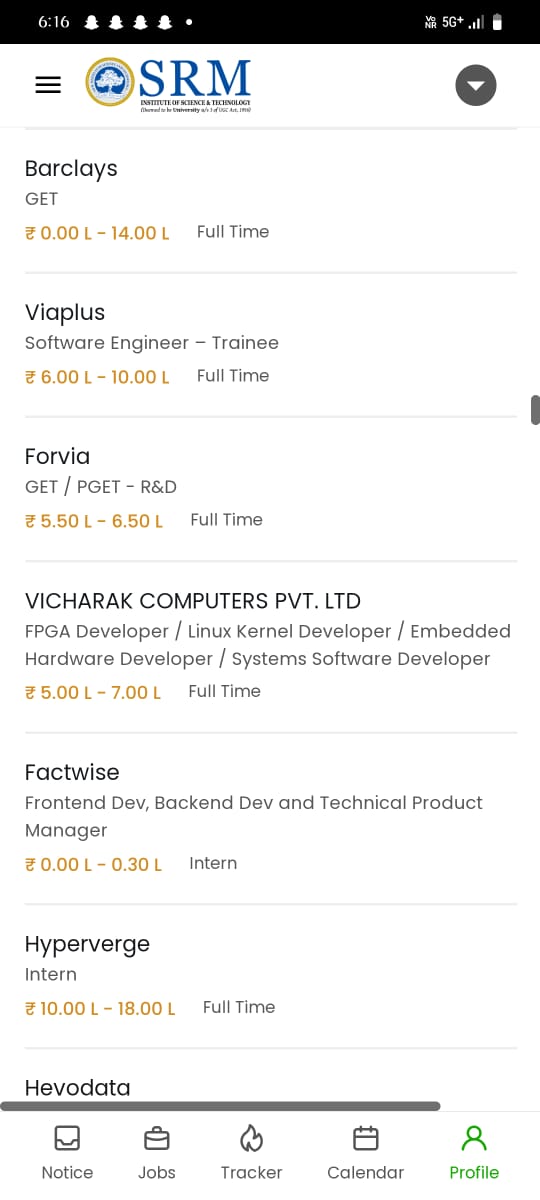 6:16
Vo
NR 5G+
SRM
INSTITUTE OF SCIENCE & TECHNOLOGY
(Deemed to be University u/s 3 of UGC Act, 1956)
Barclays
GET
₹ 0.00 L - 14.00 L Full Time
Viaplus
Software Engineer – Trainee
₹ 6.00 L - 10.00 L Full Time
Forvia
GET / PGET - R&D
₹ 5.50 L - 6.50 L Full Time
VICHARAK COMPUTERS PVT. LTD
FPGA Developer / Linux Kernel Developer / Embedded
Hardware Developer / Systems Software Developer
₹ 5.00 L - 7.00 L Full Time
Factwise
Frontend Dev, Backend Dev and Technical Product
Manager
₹ 0.00 L - 0.30 L Intern
Hyperverge
Intern
₹ 10.00 L - 18.00 L Full Time
Hevodata
Notice Jobs Tracker Calendar Profile